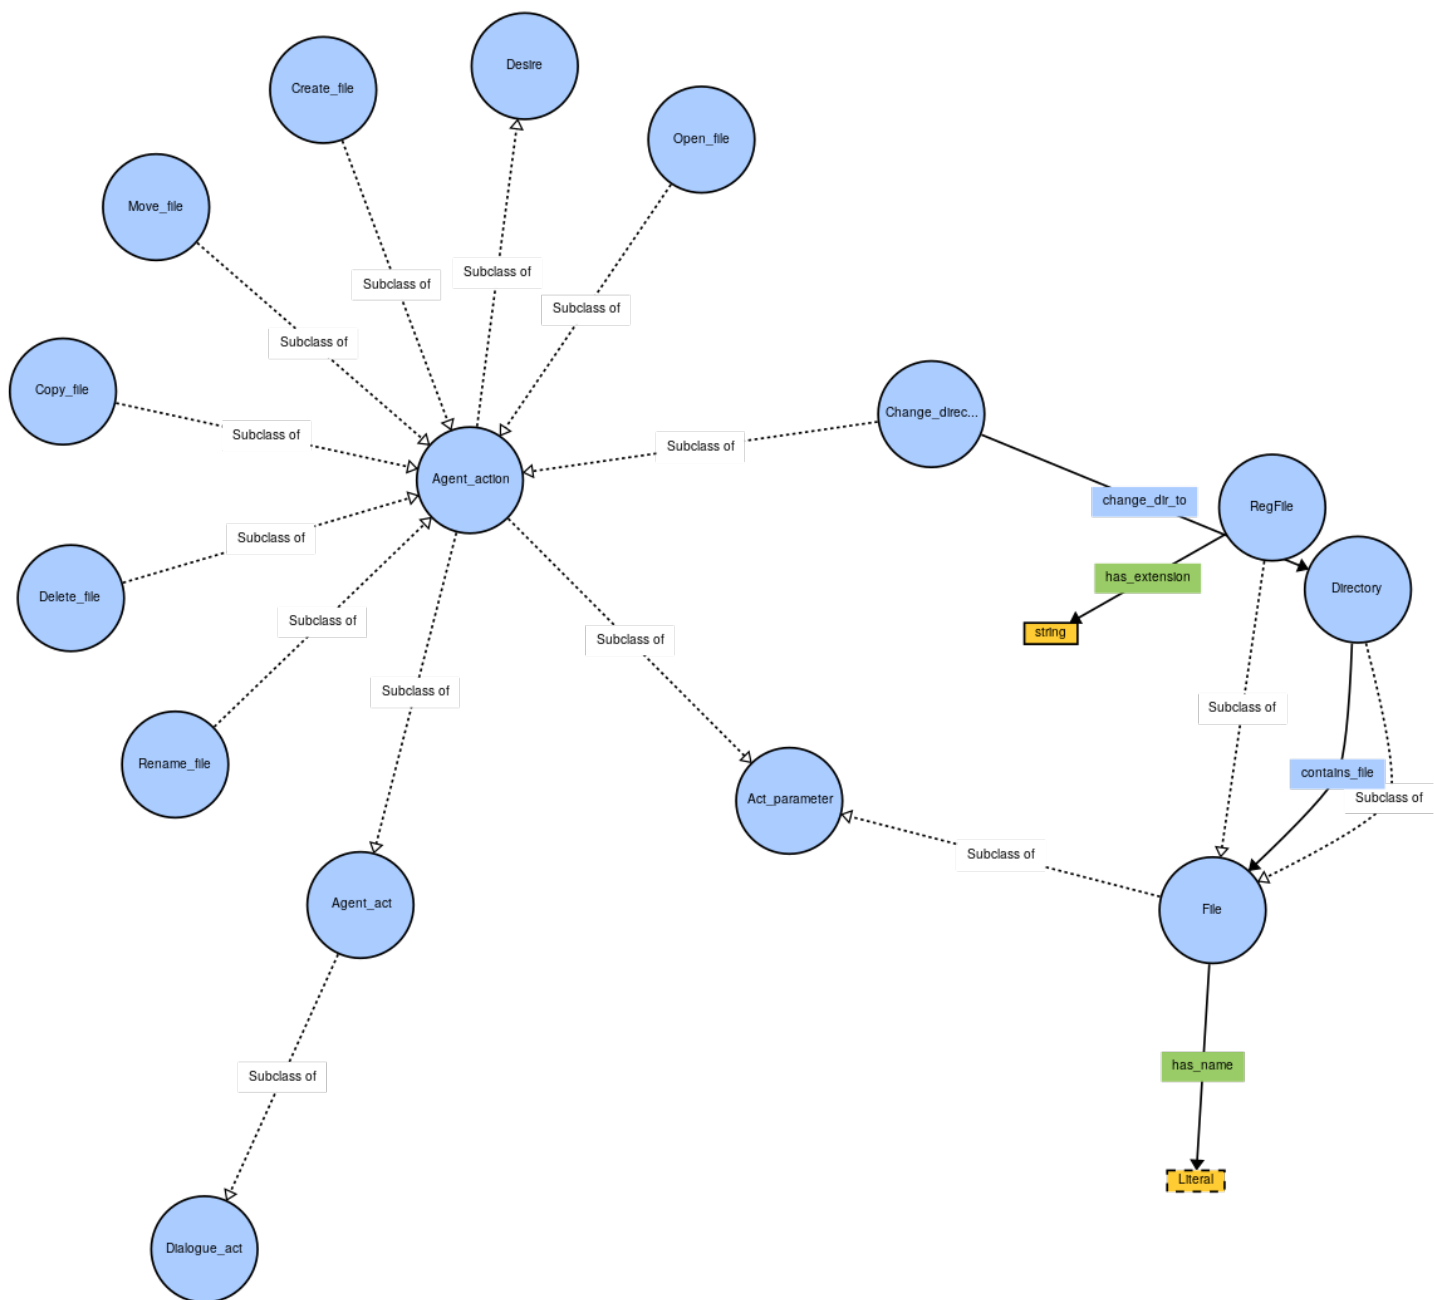 Desire
Create_file
Open_file
Move_file
Subclass of
Subclass of
Subclass of
Subclass of
Copy_file
Change_direc...
Subclass of
Subclass of
Agent_action
change_dir_to
RegFile
Subclass of
has_extension
Directory
Delete_file
Subclass of
string
Subclass of
Subclass of
Subclass of
Rename_file
contains_file
Act_parameter
Subclass of
Subclass of
Agent_act
File
has_name
Subclass of
Literal
Dialogue_act